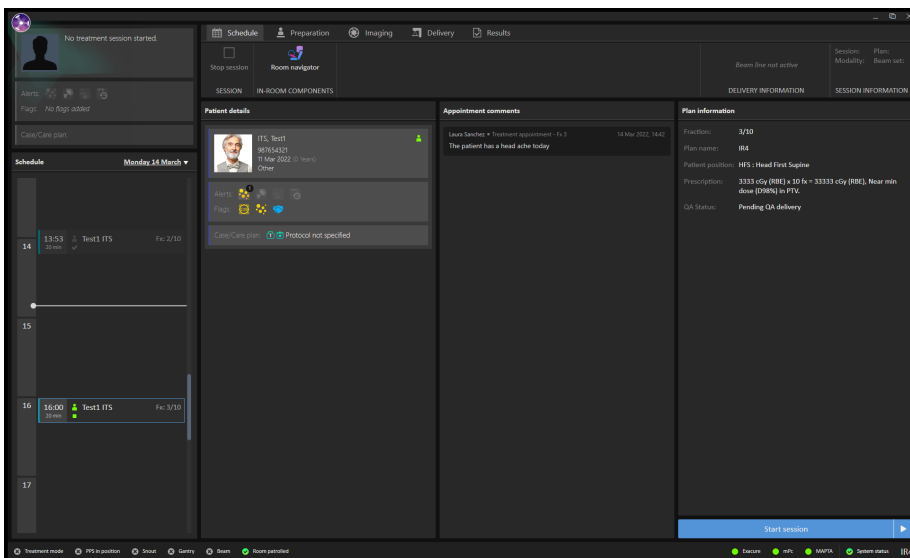 No treatment session started.
Alerts:
Flags: No flags added
Case/Care plan:
Schedule Preparation Imaging Delivery Results
Stop session
Room navigator
SESSION
IN-ROOM COMPONENTS
Beam line not active
DELIVERY INFORMATION
Session: Plan:
Modality: Beam set:
SESSION INFORMATION
Schedule
Monday 14 March
14
13:53 Test1 ITS Fx: 2/10
20 min
15
16
16:00 Test1 ITS Fx: 3/10
20 min
17
Patient details
ITS, Test1
987654321
11 Mar 2022 (0 Years)
Other
Alerts: 1
Flags:
Case/Care plan: Protocol not specified
Appointment comments
Laura Sanchez • Treatment appointment - Fx 3 14 Mar 2022, 14:42
The patient has a head ache today
Plan information
Fraction: 3/10
Plan name: IR4
Patient position: HFS : Head First Supine
Prescription: 3333 cGy (RBE) x 10 fx = 33333 cGy (RBE), Near min
dose (D98%) in PTV.
QA Status: Pending QA delivery
Start session
Treatment mode PPS in position Snout Gantry Beam Room patrolled
Execure mPc MAPTA System status IR4